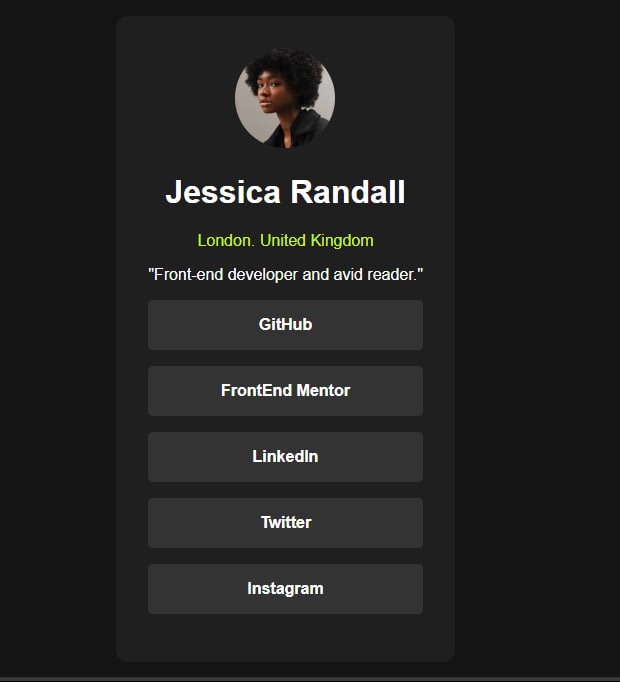 Jessica Randall
London. United Kingdom
"Front-end developer and avid reader."
GitHub
FrontEnd Mentor
LinkedIn
Twitter
Instagram